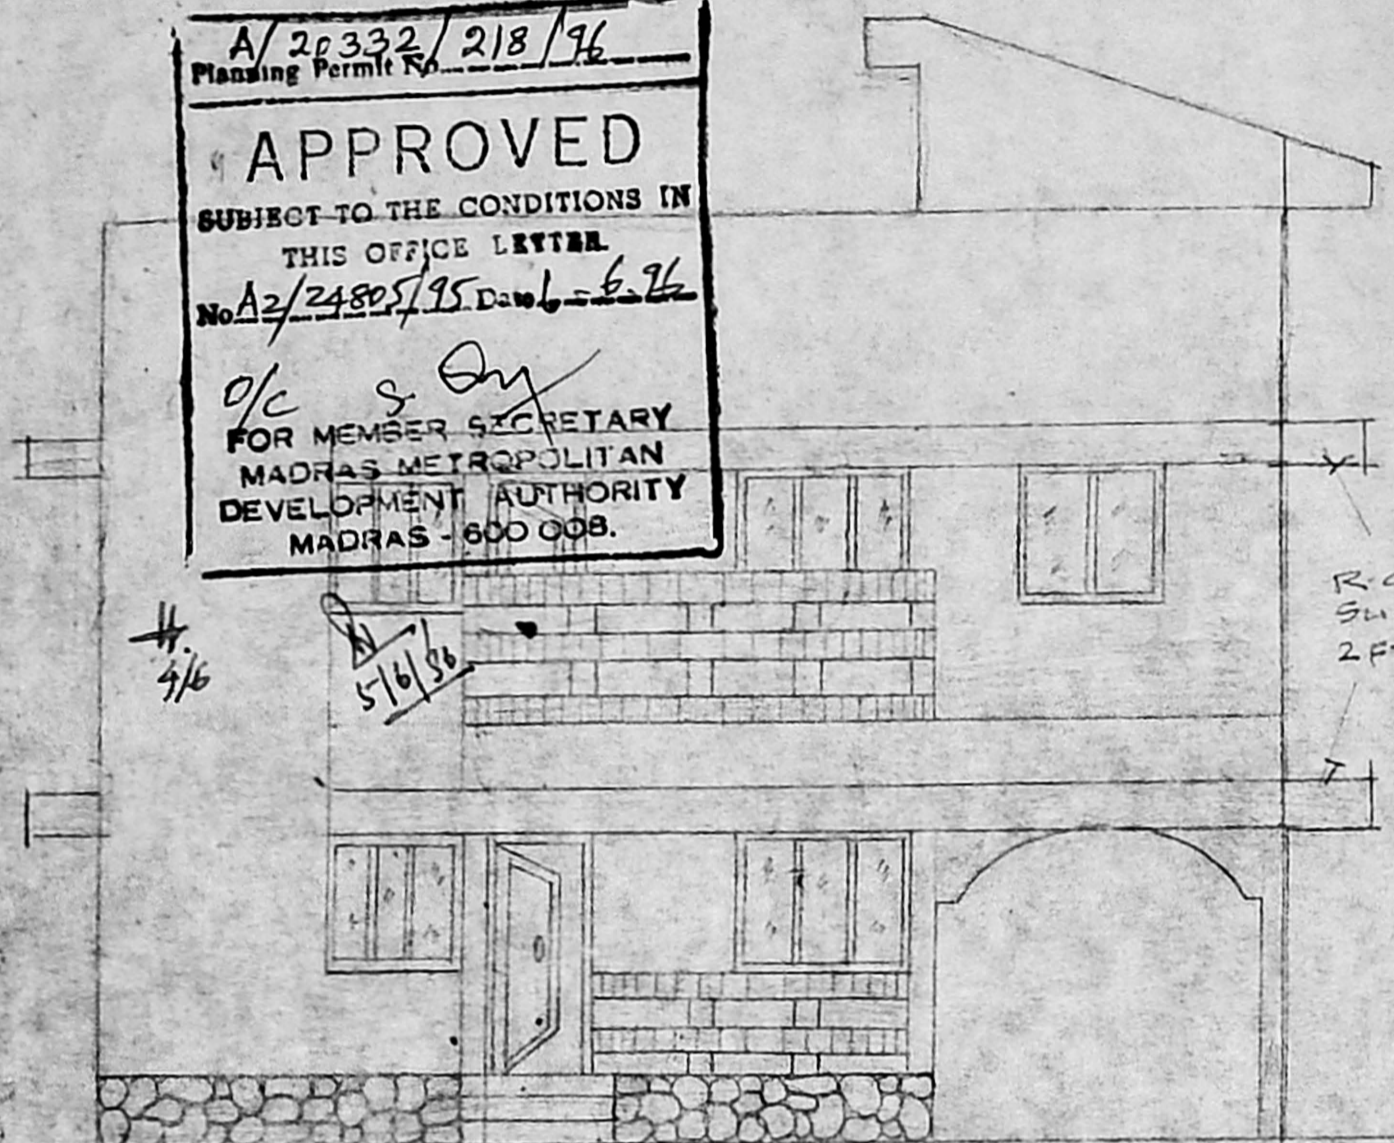 A/20332/218/96
Planning Permit No.
APPROVED
SUBJECT TO THE CONDITIONS IN
THIS OFFICE LETTER
No A2/24805/95 Date 6-6.96
O/C
FOR MEMBER SECRETARY
MADRAS METROPOLITAN
DEVELOPMENT AUTHORITY
MADRAS - 600 008.
4/6
5/6/96
R.C
2 F